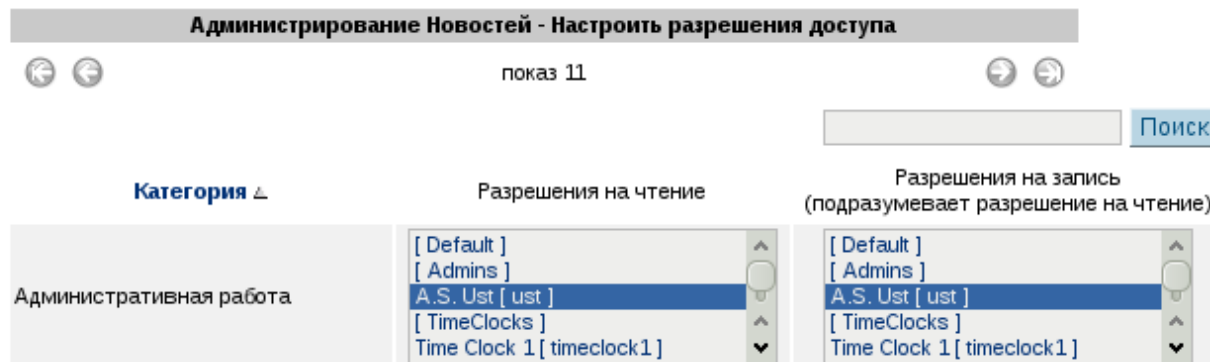 Администрирование Новостей - Настроить разрешения доступа
показ 11
Поиск
Категория
Разрешения на чтение
Разрешения на запись
(подразумевает разрешение на чтение)
Административная работа
[ Default ]
[ Admins ]
A.S. Ust [ ust ]
[ TimeClocks ]
Time Clock 1 [ timeclock1 ]
[ Default ]
[ Admins ]
A.S. Ust [ ust ]
[ TimeClocks ]
Time Clock 1 [ timeclock1 ]